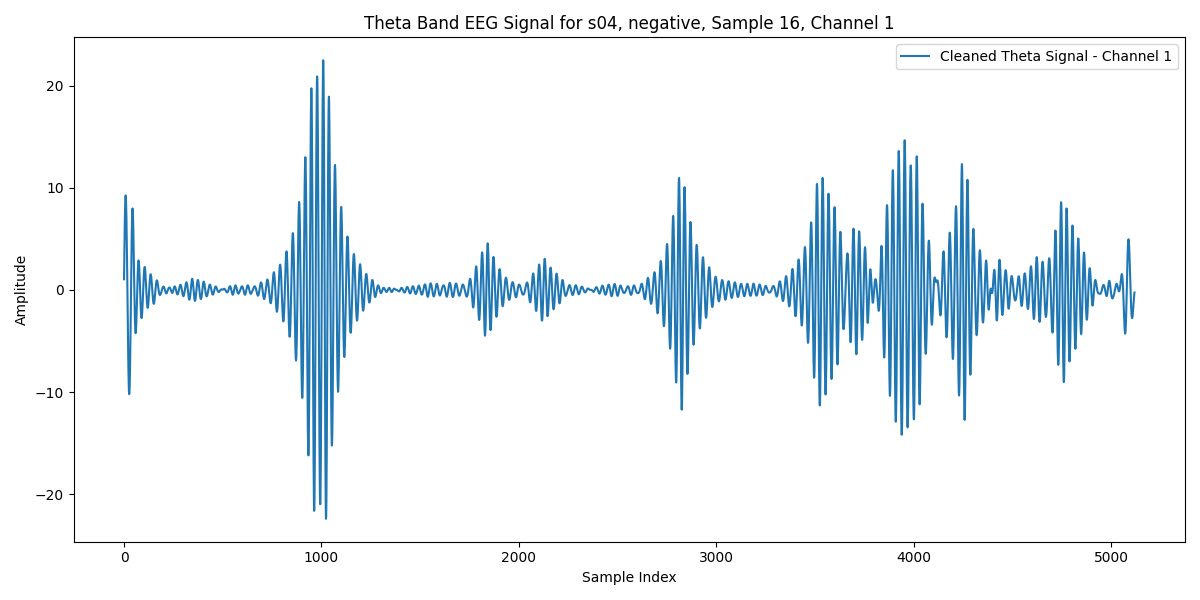 Theta Band EEG Signal for s04, negative, Sample 16, Channel 1
Cleaned Theta Signal - Channel 1
Amplitude
20
10
0
−10
−20
0 1000 2000 3000 4000 5000
Sample Index